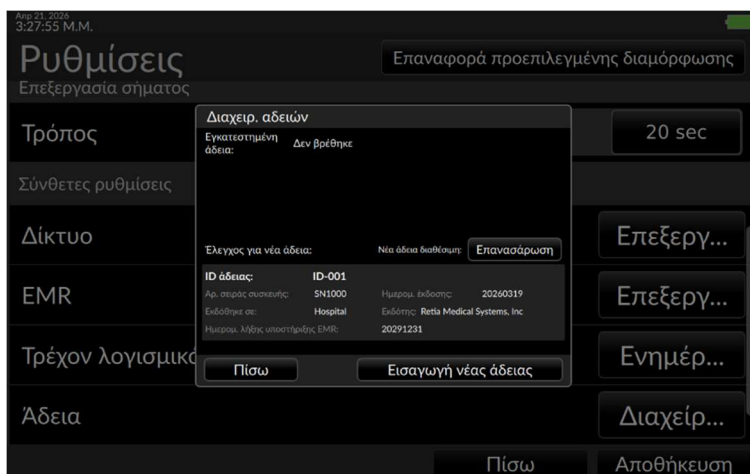 Απρ 21, 2026
3:27:55 Μ.Μ.
Ρυθμίσεις
Επαναφορά προεπιλεγμένης διαμόρφωσης
Επεξεργασία σήματος
Τρόπος
20 sec
Σύνθετες ρυθμίσεις
Δίκτυο
Επεξεργ...
EMR
Επεξεργ...
Τρέχον λογισμικό
Ενημέρ...
Άδεια
Διαχείρ...
Πίσω
Αποθήκευση
Διαχειρ. αδειών
Εγκατεστημένη
άδεια:
Δεν βρέθηκε
Έλεγχος για νέα άδεια:
Νέα άδεια διαθέσιμη:
Επανασάρωση
ID άδειας:
ID-001
Αρ. σειράς συσκευής:
SN1000
Ημερομ. έκδοσης:
20260319
Εκδόθηκε σε:
Hospital
Εκδότης:
Retia Medical Systems, Inc
Ημερομ. λήξης υποστήριξης EMR:
20291231
Πίσω
Εισαγωγή νέας άδειας